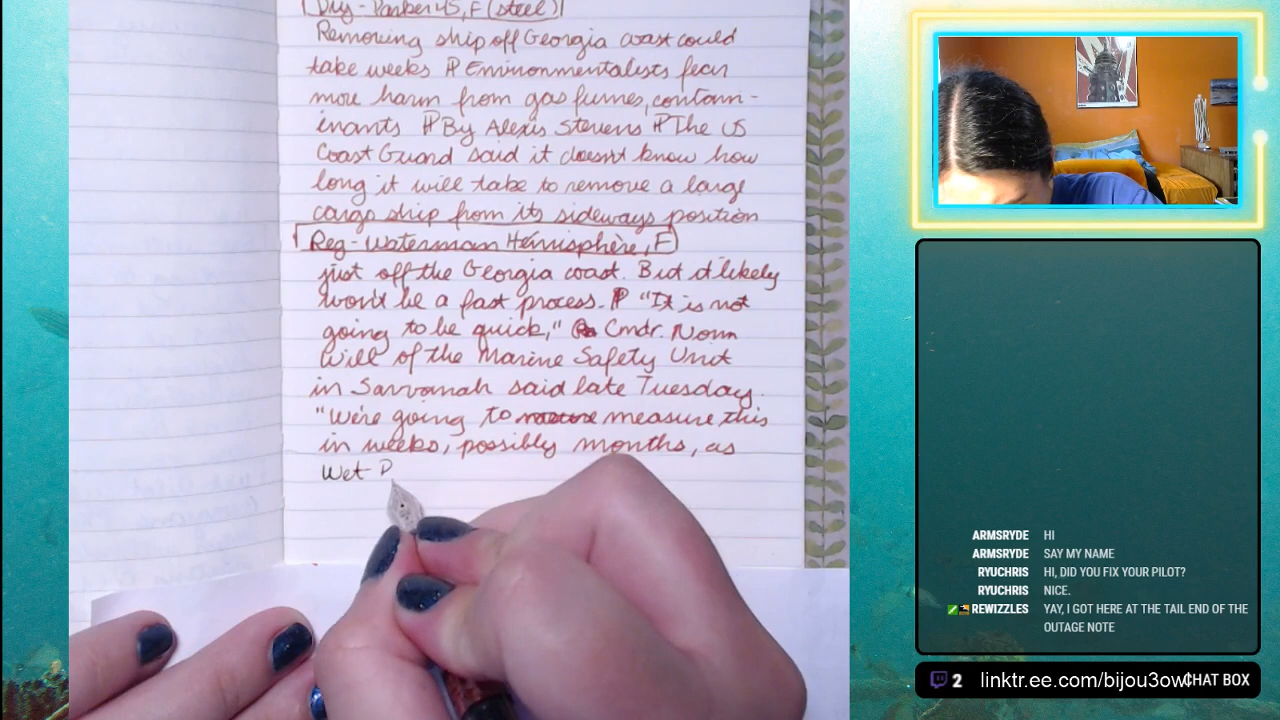 Dry - Parker 45, F (steel)
Removing ship off Georgia coast could
take weeks ¶ Environmentalists fear
more harm from gas fumes, contam-
inants ¶ By Alexis Stevens ¶ The US
Coast Guard said it doesn't know how
long it will take to remove a large
cargo ship from its sideways position
Reg - Waterman Hémisphère, F
just off the Georgia coast. But it likely
won't be a fast process. ¶ "It is not
going to be quick," Cmdr. Norm
Will of the Marine Safety Unit
in Savannah said late Tuesday.
"We're going to measure this
in weeks, possibly months, as
Wet P
ARMSRYDE HI
ARMSRYDE SAY MY NAME
RYUCHRIS HI, DID YOU FIX YOUR PILOT?
RYUCHRIS NICE.
REWIZZLES YAY, I GOT HERE AT THE TAIL END OF THE
OUTAGE NOTE
2 linktr.ee.com/bijou3owl CHAT BOX